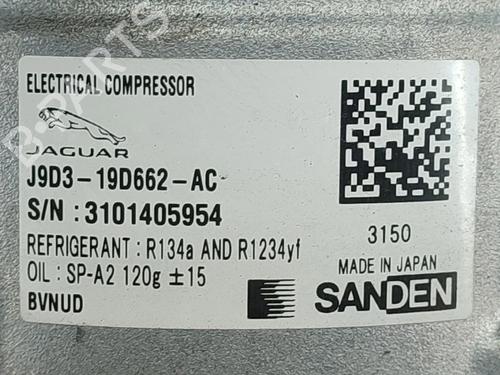 ELECTRICAL COMPRESSOR
JAGUAR
J9D3-19D662-AC
S/N : 3101405954
REFRIGERANT : R134a AND R1234yf
OIL : SP-A2 120g ±15
BVNUD
3150
MADE IN JAPAN
SANDEN
B-PARTS